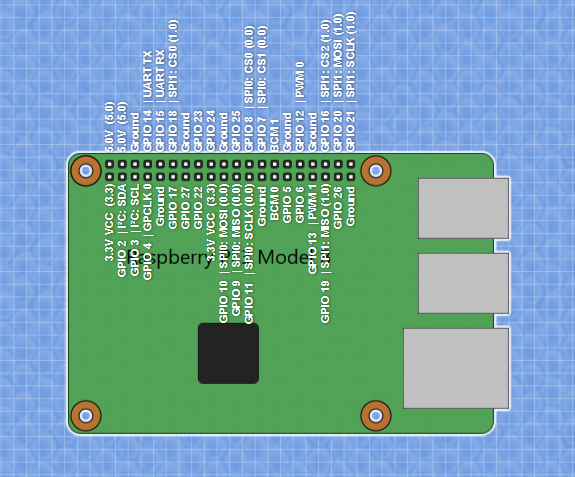 5.0V (5.0)
5.0V (5.0)
Ground
GPIO 14 | UART TX
GPIO 15 | UART RX
GPIO 18 | SPI1: CS0 (1.0)
Ground
GPIO 23
GPIO 24
Ground
GPIO 25
GPIO 8 | SPI0: CS0 (0.0)
GPIO 7 | SPI0: CS1 (0.0)
BCM 1
Ground
GPIO 12 | PWM 0
Ground
GPIO 16 | SPI1: CS2 (1.0)
GPIO 20 | SPI1: MOSI (1.0)
GPIO 21 | SPI1: SCLK (1.0)
3.3V VCC (3.3)
GPIO 2 | I²C: SDA
GPIO 3 | I²C: SCL
GPIO 4 | GPCLK 0
Ground
GPIO 17
GPIO 27
GPIO 22
3.3V VCC (3.3)
GPIO 10 | SPI0: MOSI (0.0)
GPIO 9 | SPI0: MISO (0.0)
GPIO 11 | SPI0: SCLK (0.0)
Ground
BCM 0
GPIO 5
GPIO 6
GPIO 13 | PWM 1
GPIO 19 | SPI1: MISO (1.0)
GPIO 26
Ground
Raspberry Model